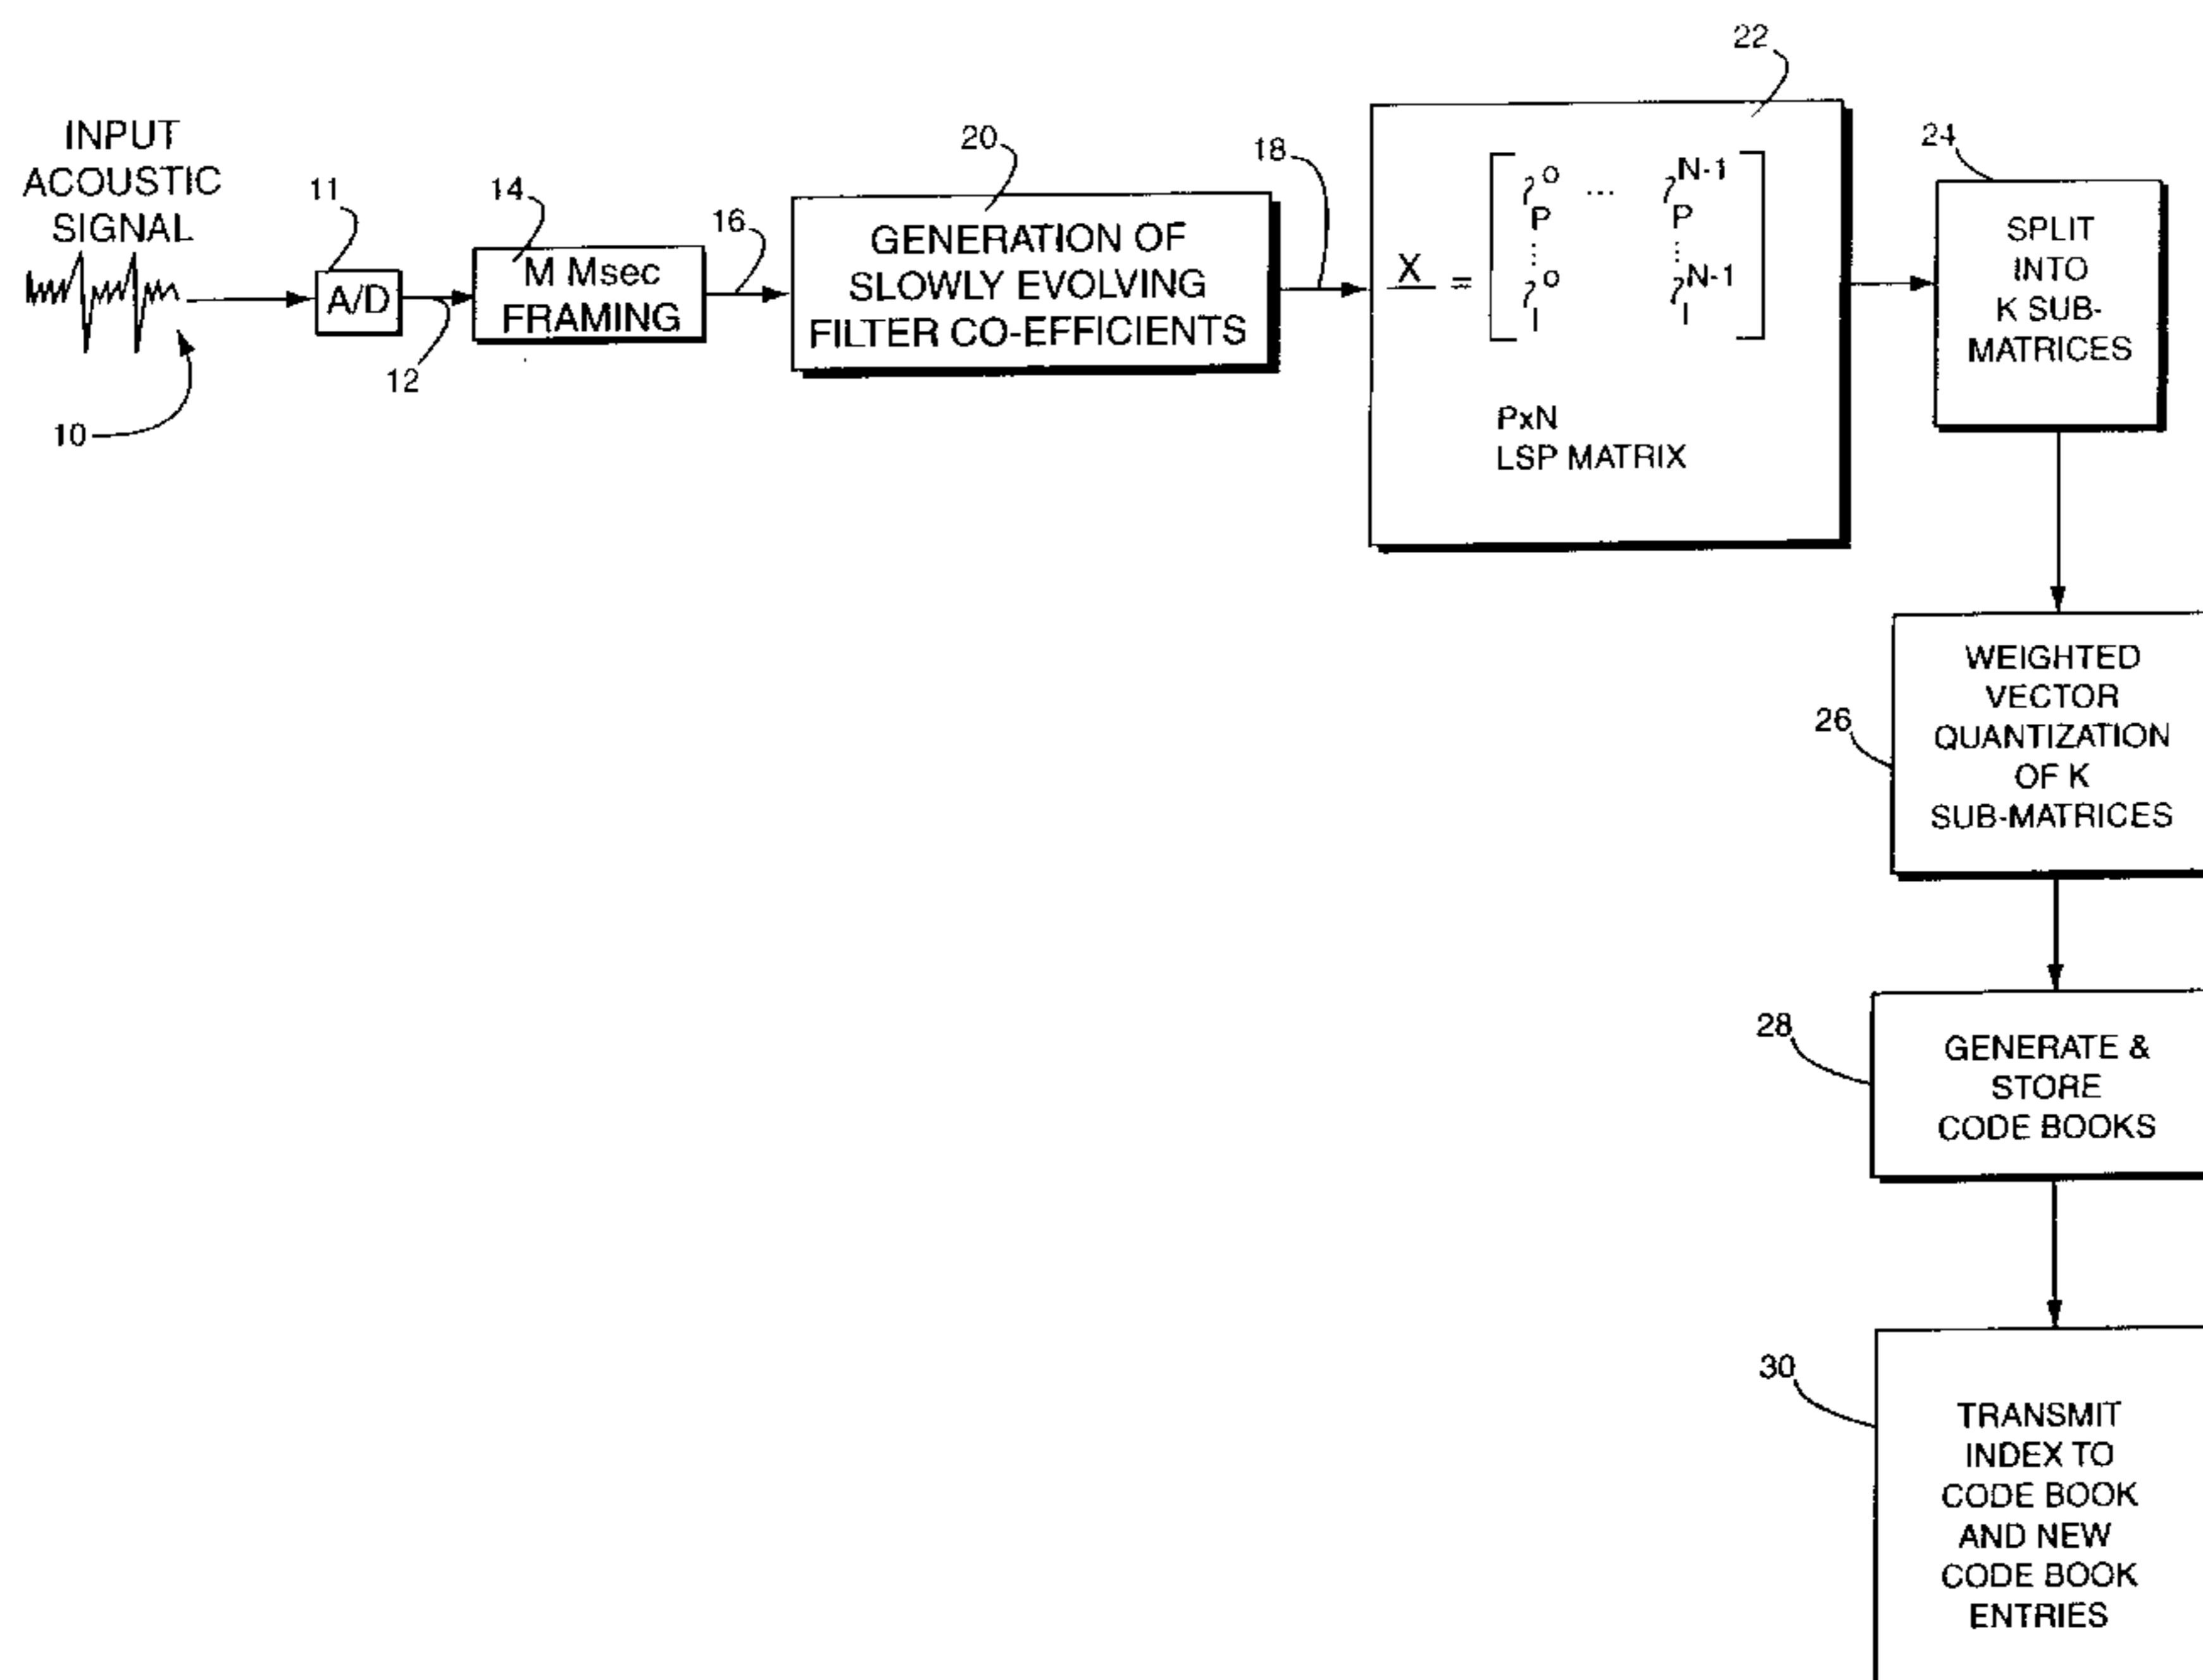 22
INPUT
ACOUSTIC
SIGNAL
11
14
16
20
18
24
A/D
M Msec
FRAMING
GENERATION OF
SLOWLY EVOLVING
FILTER CO-EFFICIENTS
X =
O ... N-1
P P
O N-1
I I
PxN
LSP MATRIX
SPLIT
INTO
K SUB-
MATRICES
12
10
26
WEIGHTED
VECTOR
QUANTIZATION
OF K
SUB-MATRICES
28
GENERATE &
STORE
CODE BOOKS
30
TRANSMIT
INDEX TO
CODE BOOK
AND NEW
CODE BOOK
ENTRIES